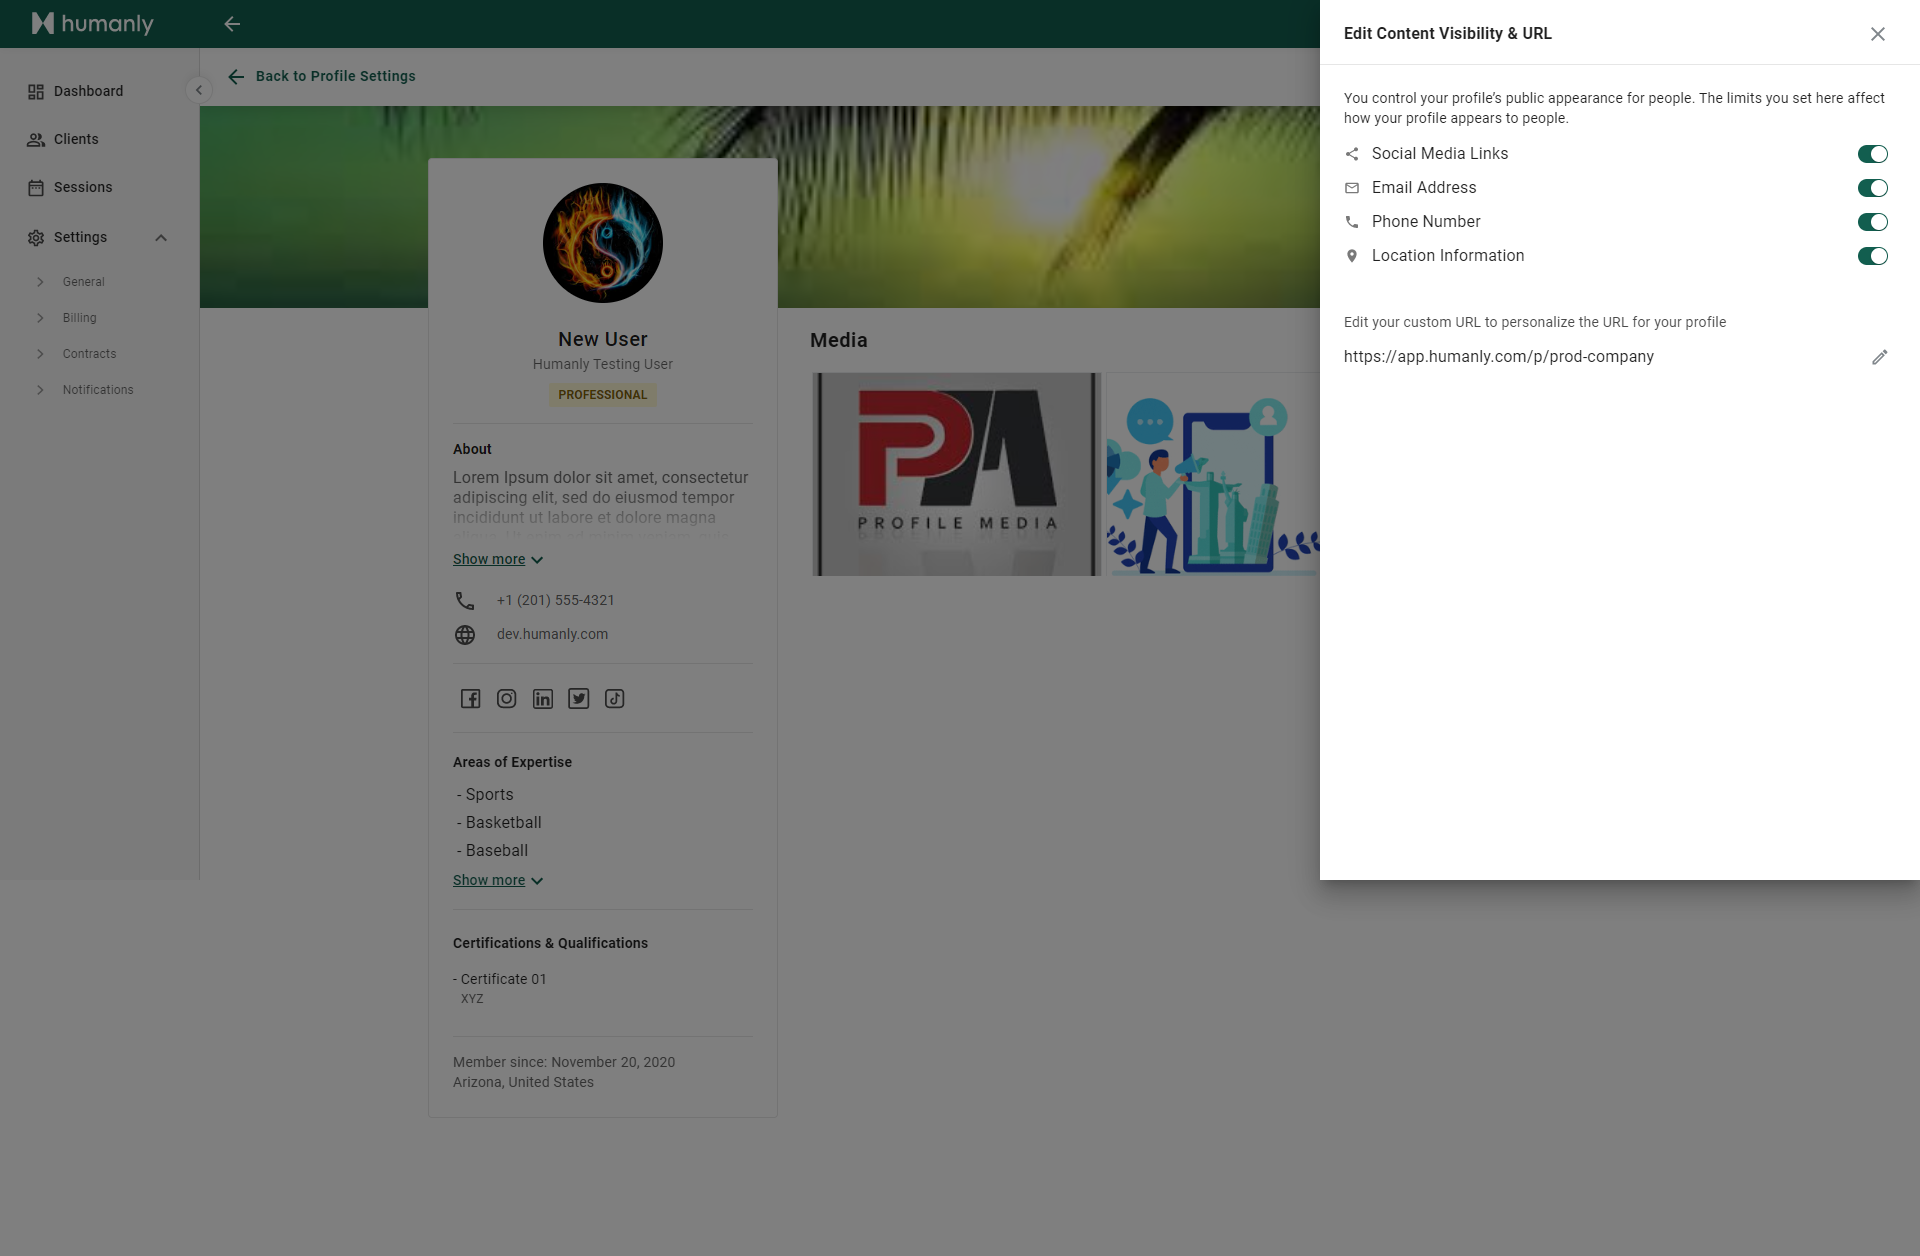 humanly
Dashboard
Clients
Sessions
Settings
General
Billing
Contracts
Notifications
Back to Profile Settings
New User
Humanly Testing User
PROFESSIONAL
About
Lorem Ipsum dolor sit amet, consectetur
adipiscing elit, sed do eiusmod tempor
incididunt ut labore et dolore magna
Show more
+1 (201) 555-4321
dev.humanly.com
Areas of Expertise
- Sports
- Basketball
- Baseball
Show more
Certifications & Qualifications
- Certificate 01
XYZ
Member since: November 20, 2020
Arizona, United States
Media
PA
PROFILE MEDIA
Edit Content Visibility & URL
You control your profile's public appearance for people. The limits you set here affect
how your profile appears to people.
Social Media Links
Email Address
Phone Number
Location Information
Edit your custom URL to personalize the URL for your profile
https://app.humanly.com/p/prod-company